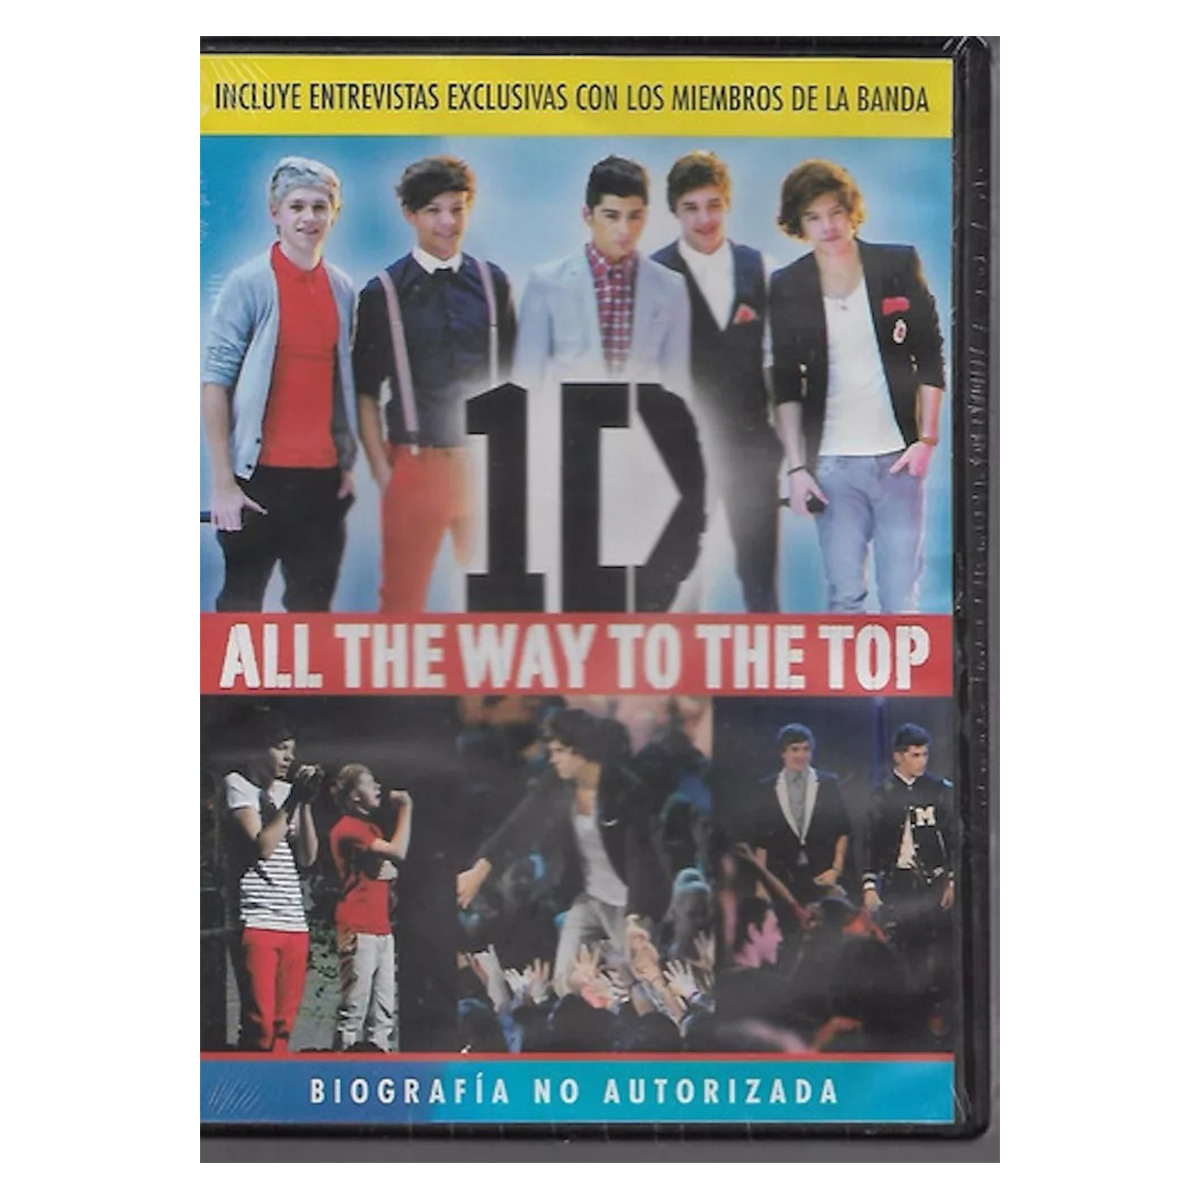 INCLUYE ENTREVISTAS EXCLUSIVAS CON LOS MIEMBROS DE LA BANDA
1D
ALL THE WAY TO THE TOP
M
BIOGRAFÍA NO AUTORIZADA